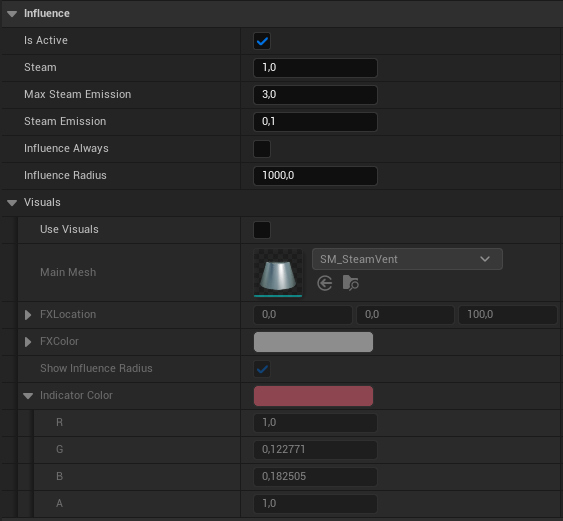 Influence
Is Active
Steam 1,0
Max Steam Emission 3,0
Steam Emission 0,1
Influence Always
Influence Radius 1000,0
Visuals
Use Visuals
Main Mesh SM_SteamVent
FXLocation 0,0 0,0 100,0
FXColor
Show Influence Radius
Indicator Color
R 1,0
G 0,122771
B 0,182505
A 1,0